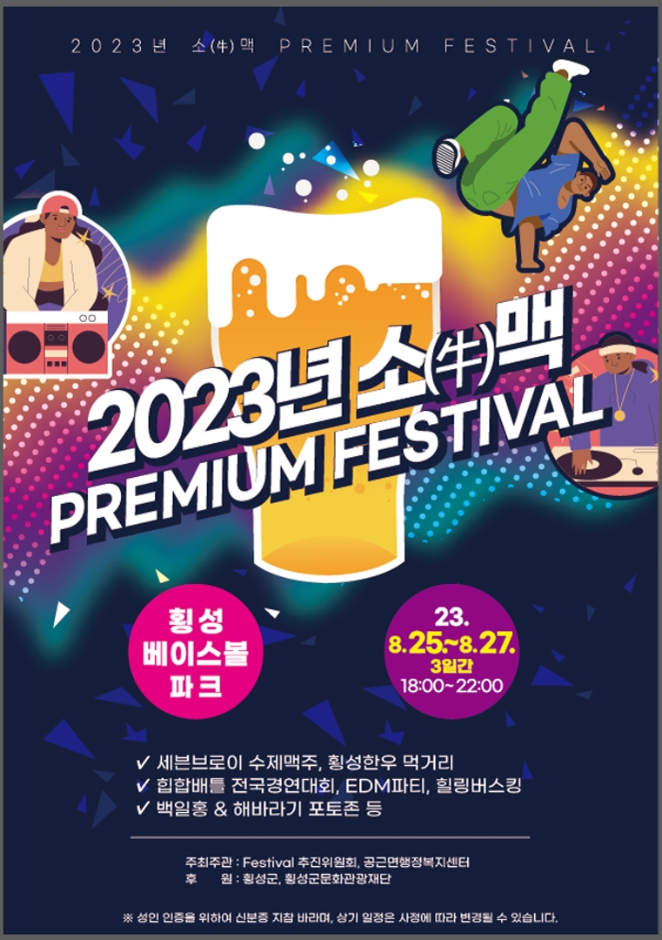 2023년 소(牛)맥 PREMIUM FESTIVAL
2023년 소(牛)맥
PREMIUM FESTIVAL
횡성
베이스볼
파크
23.
8.25.~8.27.
3일간
18:00~22:00
✓ 세븐브로이 수제맥주, 횡성한우 먹거리
✓ 힙합배틀 전국경연대회, EDM파티, 힐링버스킹
✓ 백일홍 & 해바라기 포토존 등
주최주관 : Festival 추진위원회, 공근면행정복지센터
후 원 : 횡성군, 횡성군문화관광재단
※ 성인 인증을 위하여 신분증 지참 바라며, 상기 일정은 사정에 따라 변경될 수 있습니다.